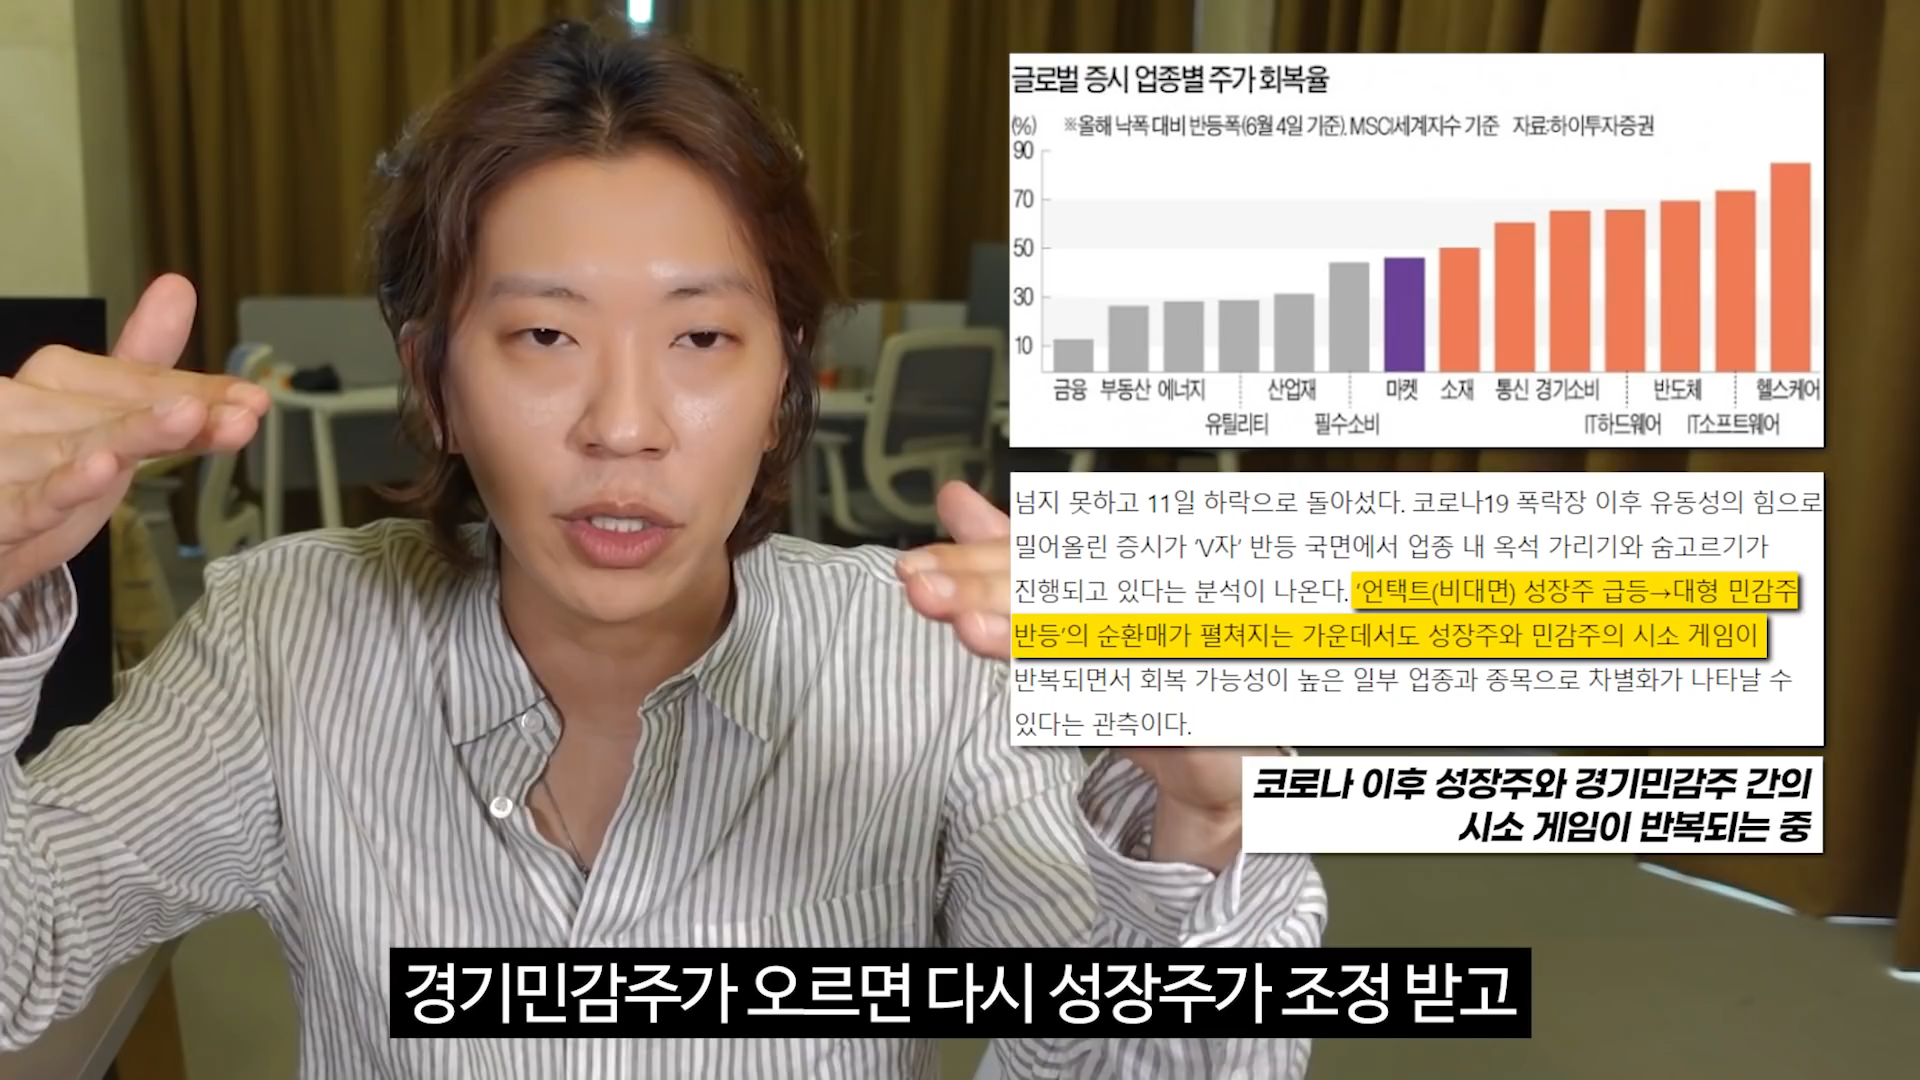 글로벌 증시 업종별 주가 회복율
(%) ※올해 낙폭 대비 반등폭(6월 4일 기준), MSCI세계지수 기준 자료:하이투자증권
90
70
50
30
10
금융 부동산 에너지 산업재 마켓 소재 통신 경기소비 반도체 헬스케어
유틸리티 필수소비 IT하드웨어 IT소프트웨어
넘지 못하고 11일 하락으로 돌아섰다. 코로나19 폭락장 이후 유동성의 힘으로
밀어올린 증시가 ‘V자’ 반등 국면에서 업종 내 옥석 가리기와 숨고르기가
진행되고 있다는 분석이 나온다. ‘언택트(비대면) 성장주 급등→대형 민감주
반등’의 순환매가 펼쳐지는 가운데서도 성장주와 민감주의 시소 게임이
반복되면서 회복 가능성이 높은 일부 업종과 종목으로 차별화가 나타날 수
있다는 관측이다.
코로나 이후 성장주와 경기민감주 간의
시소 게임이 반복되는 중
경기민감주가 오르면 다시 성장주가 조정 받고